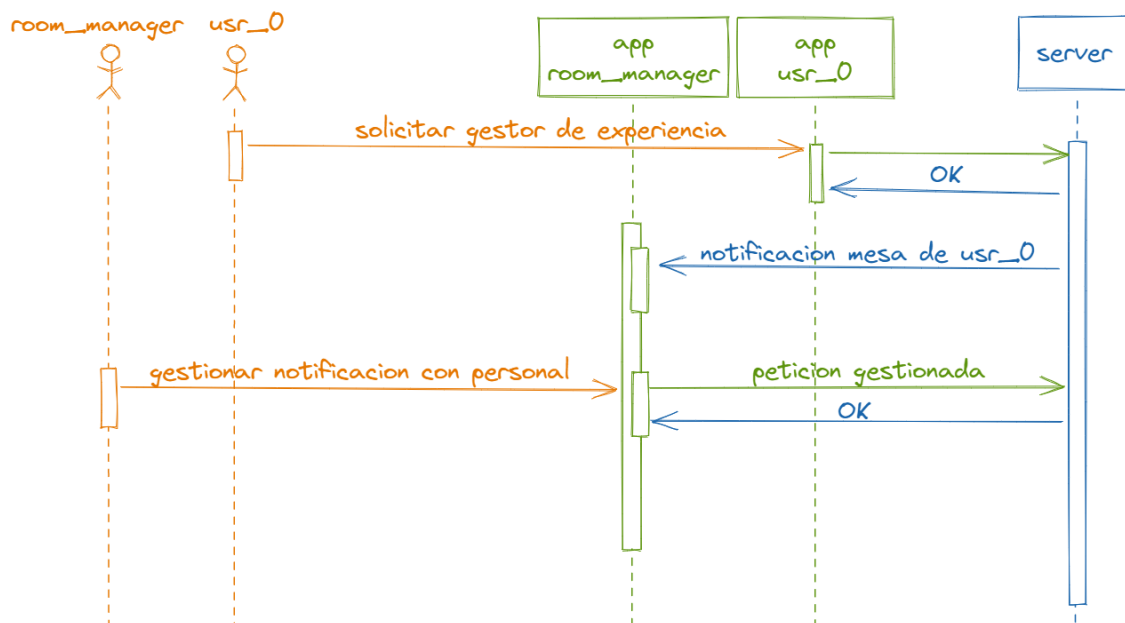 room_manager usr_0
app
room_manager
app
usr_0
server
solicitar gestor de experiencia
OK
notificacion mesa de usr_0
gestionar notificacion con personal
peticion gestionada
OK